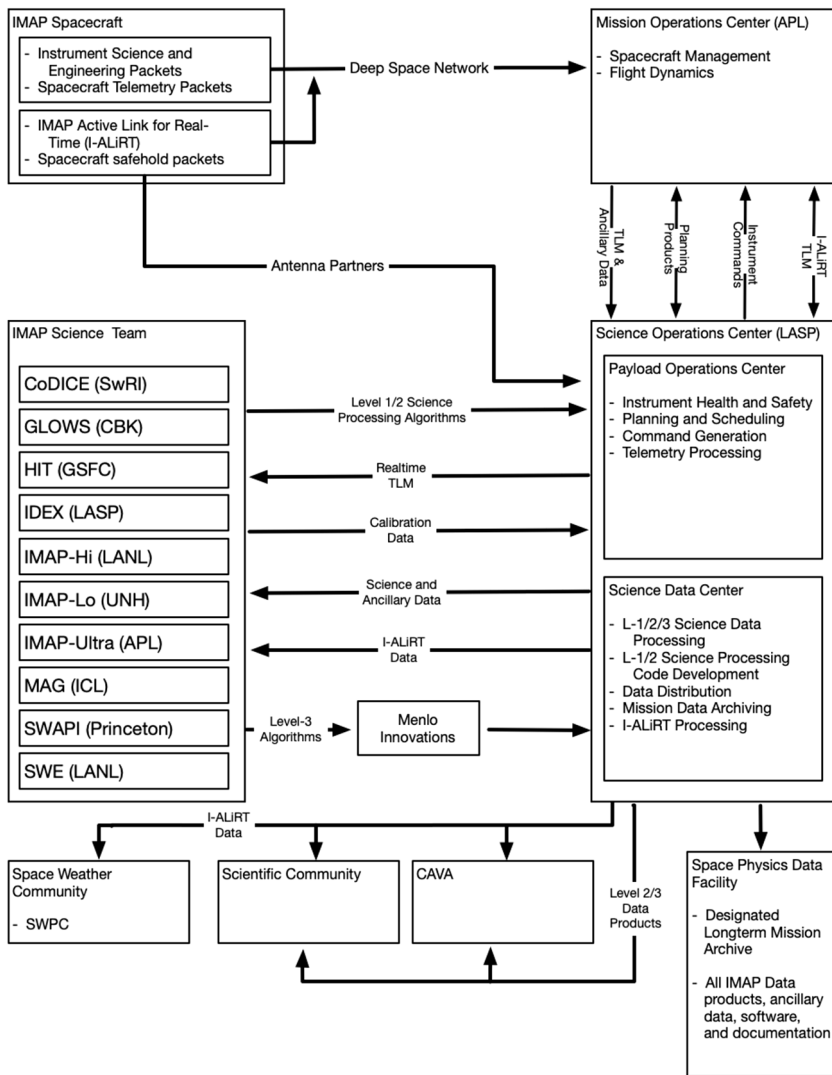 IMAP Spacecraft
- Instrument Science and
Engineering Packets
- Spacecraft Telemetry Packets
- IMAP Active Link for Real-
Time (I-ALiRT)
- Spacecraft safehold packets
Deep Space Network
Mission Operations Center (APL)
- Spacecraft Management
- Flight Dynamics
TLM &
Ancillary Data
Planning
Products
Instrument
Commands
I-ALiRT
TLM
Antenna Partners
IMAP Science Team
CoDICE (SwRI)
GLOWS (CBK)
HIT (GSFC)
IDEX (LASP)
IMAP-Hi (LANL)
IMAP-Lo (UNH)
IMAP-Ultra (APL)
MAG (ICL)
SWAPI (Princeton)
SWE (LANL)
Level 1/2 Science
Processing Algorithms
Realtime
TLM
Calibration
Data
Science and
Ancillary Data
I-ALiRT
Data
Level-3
Algorithms
Menlo
Innovations
Science Operations Center (LASP)
Payload Operations Center
- Instrument Health and Safety
- Planning and Scheduling
- Command Generation
- Telemetry Processing
Science Data Center
- L-1/2/3 Science Data
Processing
- L-1/2 Science Processing
Code Development
- Data Distribution
- Mission Data Archiving
- I-ALiRT Processing
I-ALiRT
Data
Space Weather
Community
- SWPC
Scientific Community
CAVA
Level 2/3
Data
Products
Space Physics Data
Facility
- Designated
Longterm Mission
Archive
- All IMAP Data
products, ancillary
data, software,
and documentation